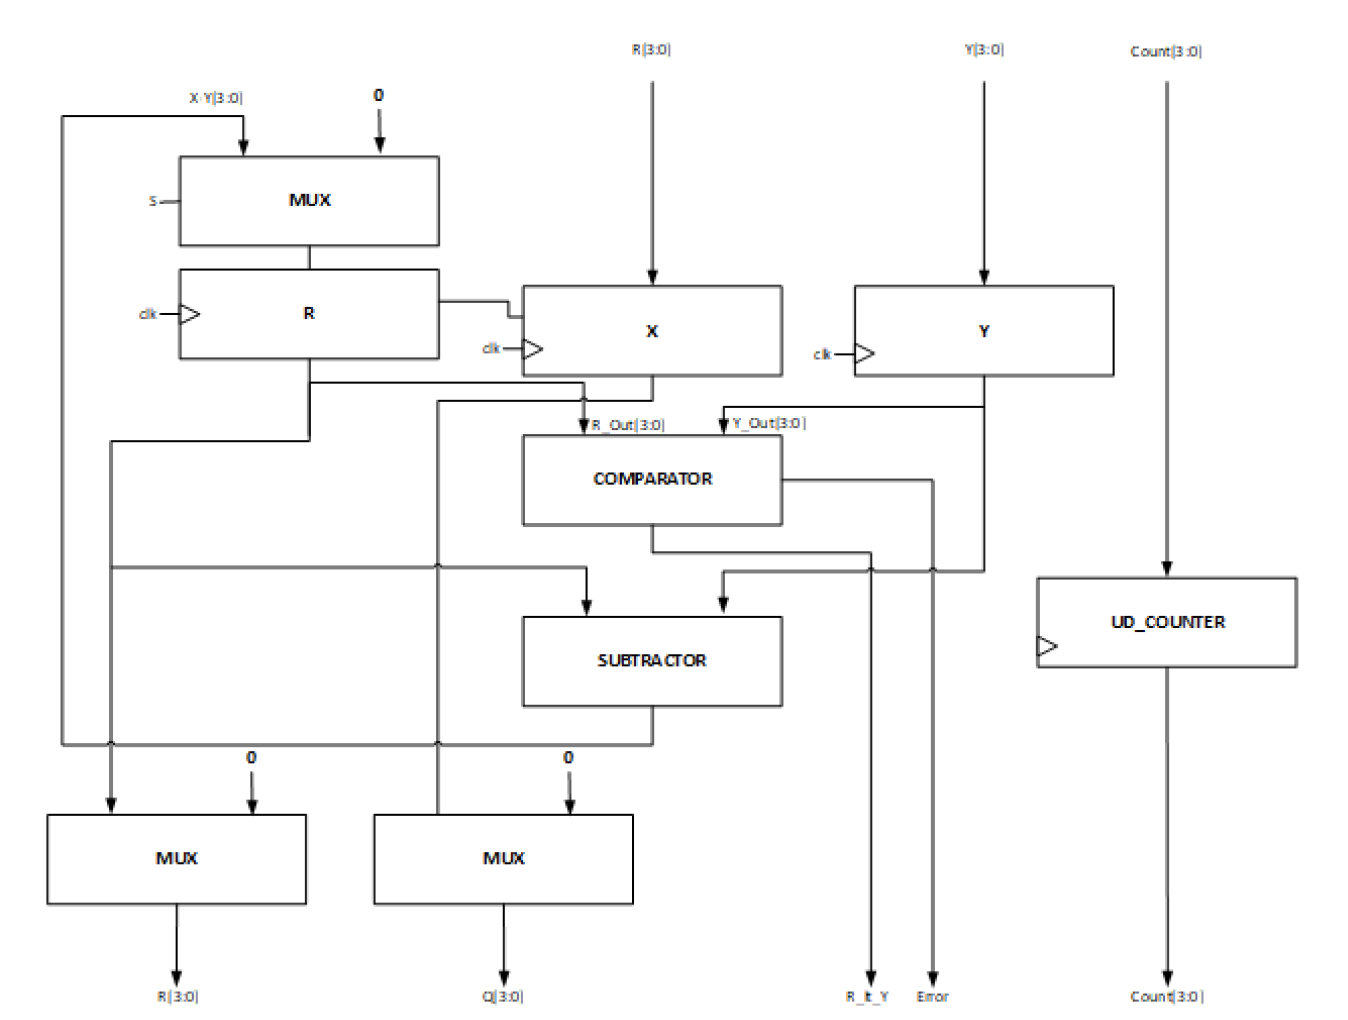 R[3:0]
Y[3:0]
Count[3:0]
X-Y[3:0]
0
S
MUX
clk
R
clk
X
clk
Y
R_Out[3:0]
Y_Out[3:0]
COMPARATOR
UD_COUNTER
SUBTRACTOR
0
0
MUX
MUX
R[3:0]
Q[3:0]
R_lt_Y
Error
Count[3:0]